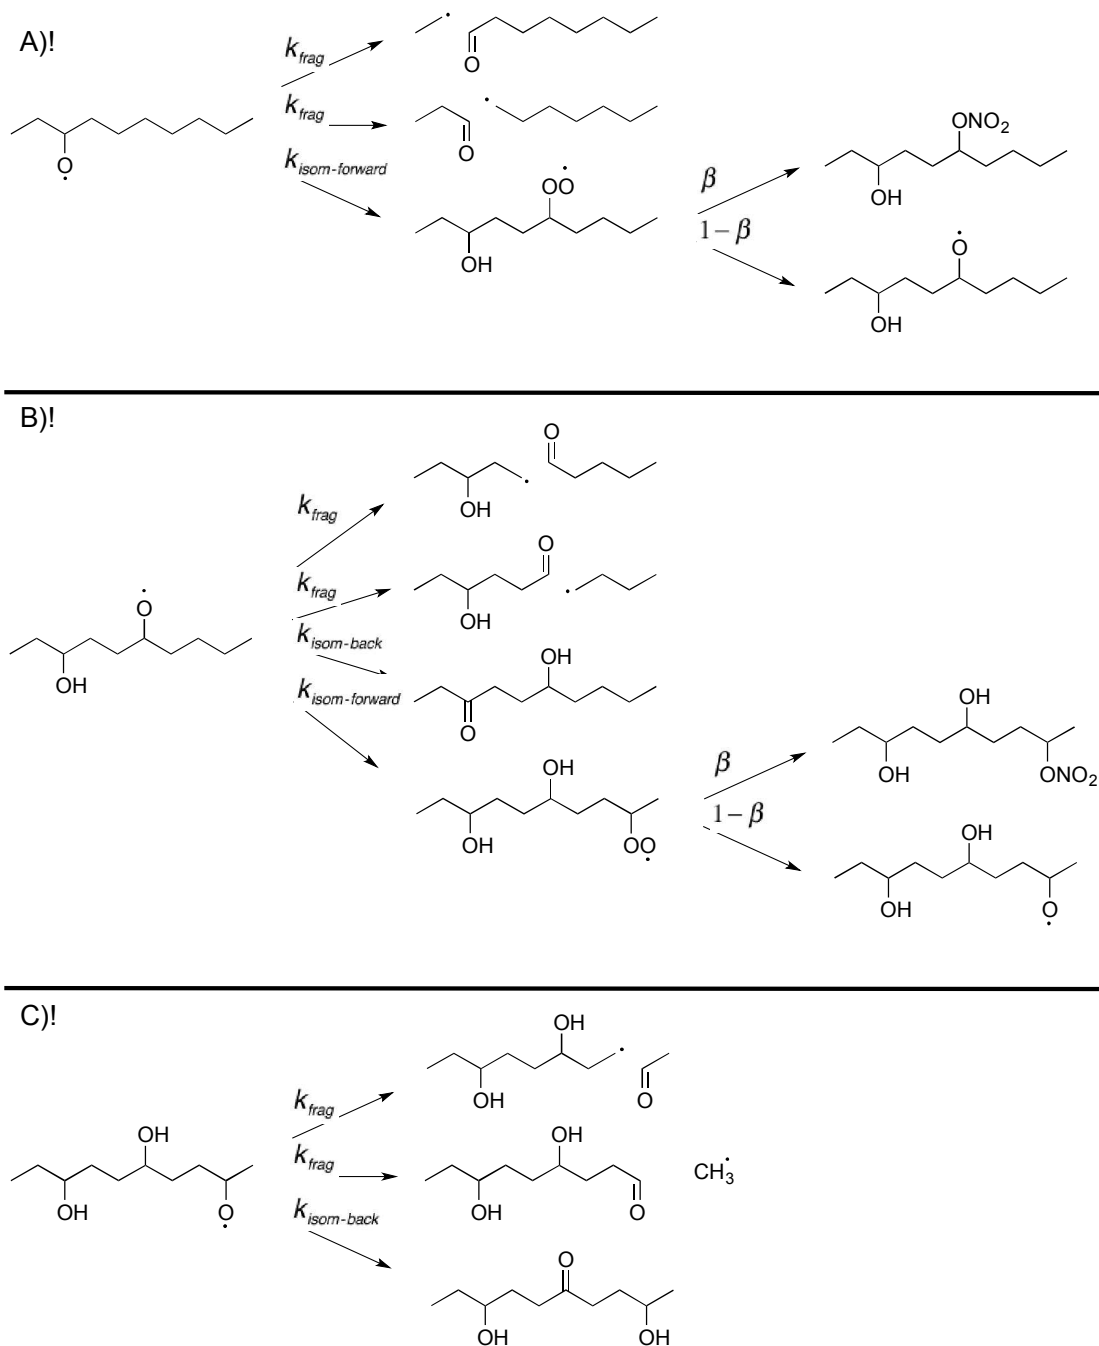 A)!
k_frag
O
k_frag
O
k_isom-forward
O
OO
OH
β
1−β
ONO2
OH
O
OH
B)!
k_frag
OH
O
k_frag
OH
O
O
OH
k_isom-back
OH
O
k_isom-forward
OH
OH
OO
β
1−β
OH
OH
ONO2
OH
OH
O
C)!
k_frag
OH
OH
O
k_frag
OH
OH
O
CH3
OH
OH
O
k_isom-back
O
OH
OH